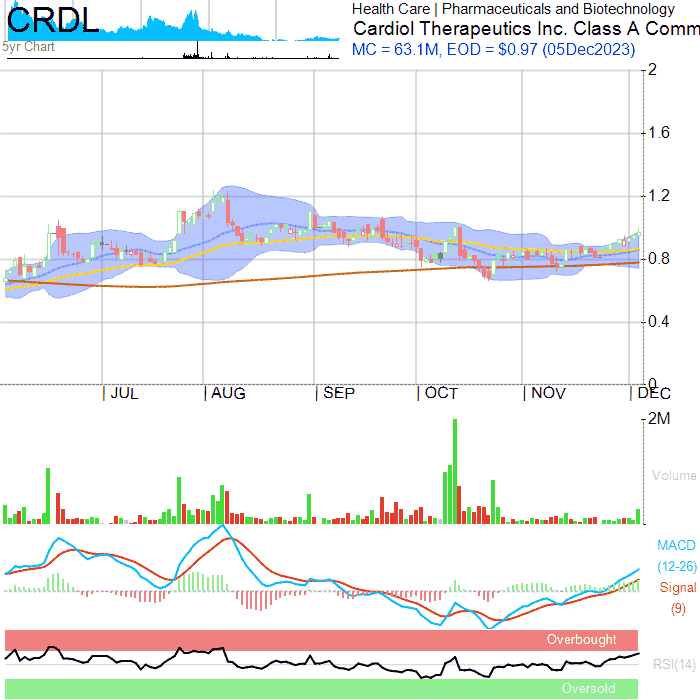 CRDL
5yr Chart
Health Care | Pharmaceuticals and Biotechnology
Cardiol Therapeutics Inc. Class A Comm
MC = 63.1M, EOD = $0.97 (05Dec2023)
2
1.6
1.2
0.8
0.4
0
JUL AUG SEP OCT NOV DEC
2M
Volume
MACD
(12-26)
Signal
(9)
Overbought
RSI(14)
Oversold